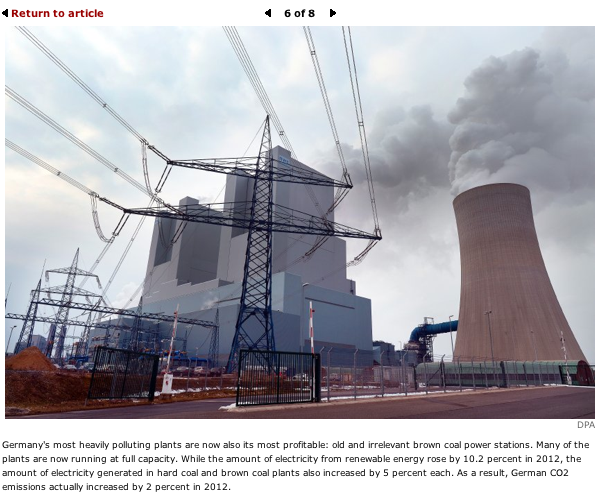 Return to article
6 of 8
DPA
Germany's most heavily polluting plants are now also its most profitable: old and irrelevant brown coal power stations. Many of the
plants are now running at full capacity. While the amount of electricity from renewable energy rose by 10.2 percent in 2012, the
amount of electricity generated in hard coal and brown coal plants also increased by 5 percent each. As a result, German CO2
emissions actually increased by 2 percent in 2012.